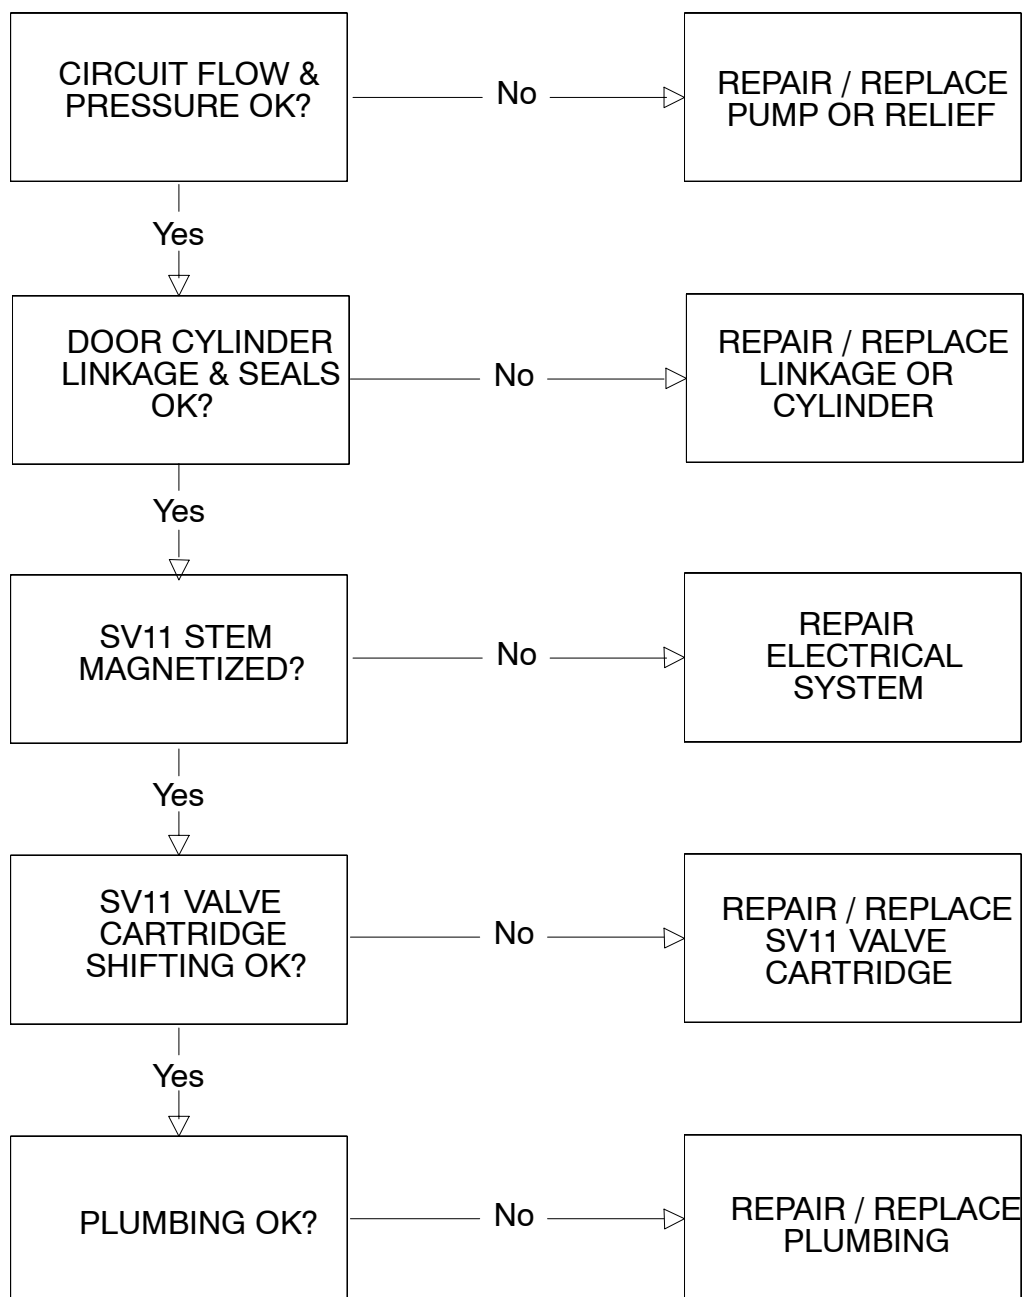 CIRCUIT FLOW &
PRESSURE OK?
No
REPAIR / REPLACE
PUMP OR RELIEF
Yes
DOOR CYLINDER
LINKAGE & SEALS
OK?
No
REPAIR / REPLACE
LINKAGE OR
CYLINDER
Yes
SV11 STEM
MAGNETIZED?
No
REPAIR
ELECTRICAL
SYSTEM
Yes
SV11 VALVE
CARTRIDGE
SHIFTING OK?
No
REPAIR / REPLACE
SV11 VALVE
CARTRIDGE
Yes
PLUMBING OK?
No
REPAIR / REPLACE
PLUMBING